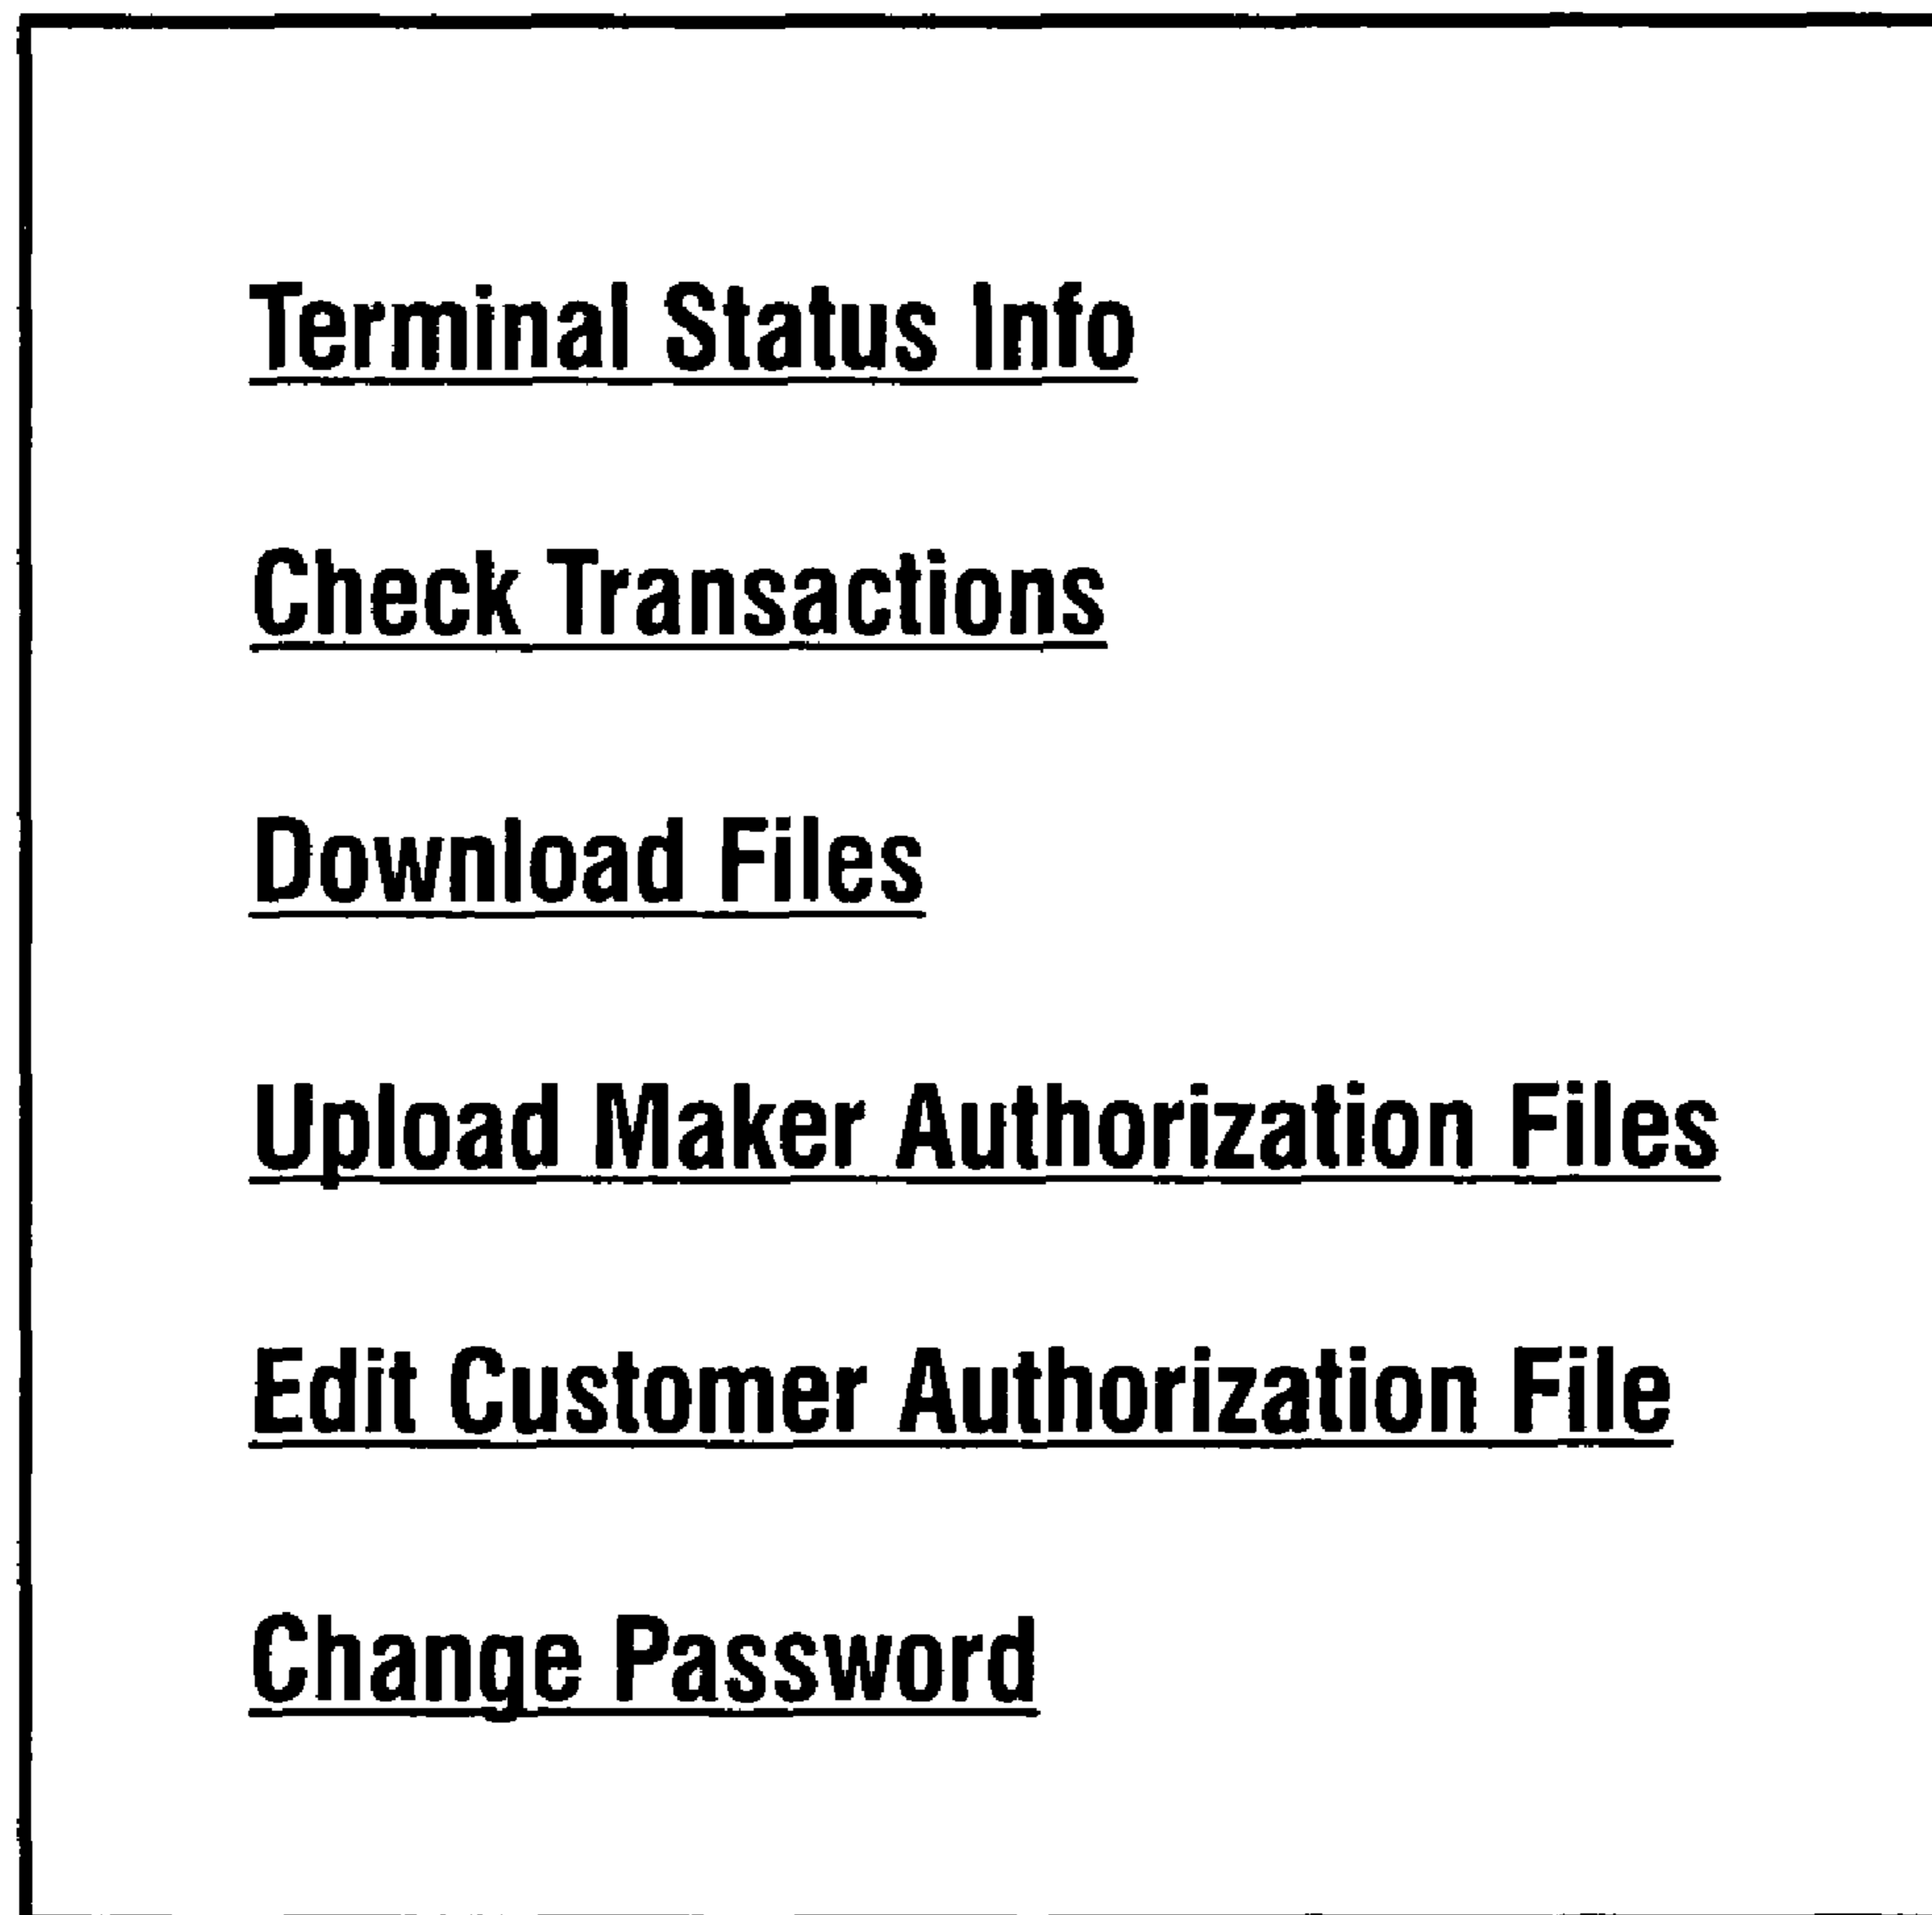 Terminal Status Info
Check Transactions
Download Files
Upload Maker Authorization Files
Edit Customer Authorization File
Change Password